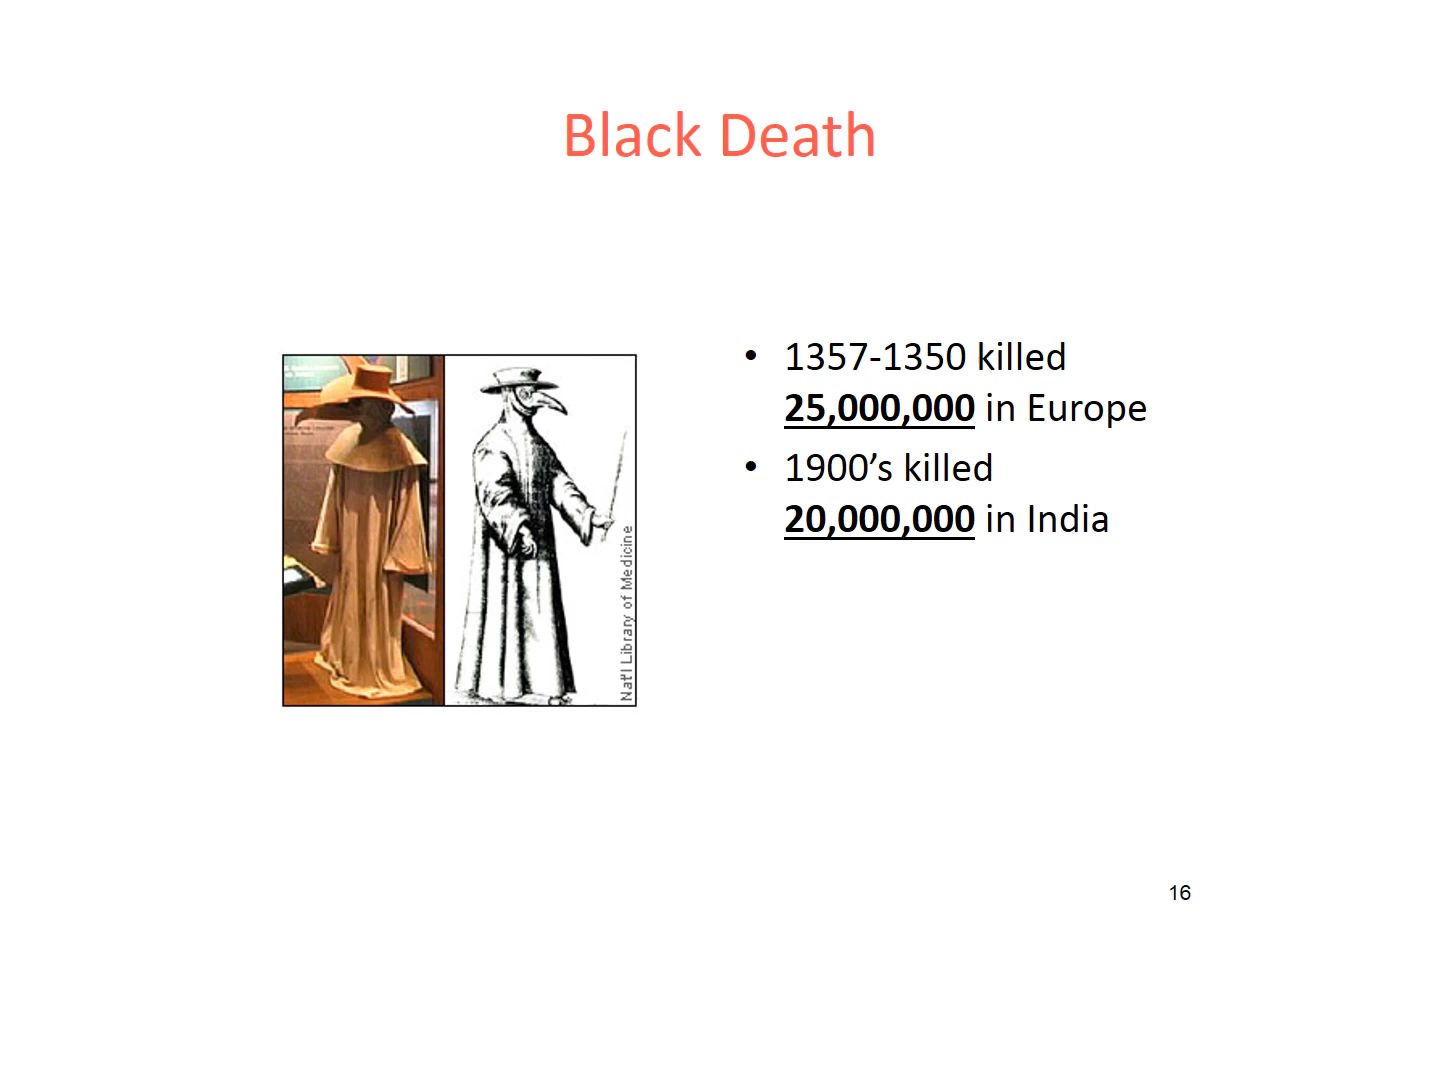 Black Death
• 1357-1350 killed
25,000,000 in Europe
• 1900’s killed
20,000,000 in India
Nat'l Library of Medicine
16